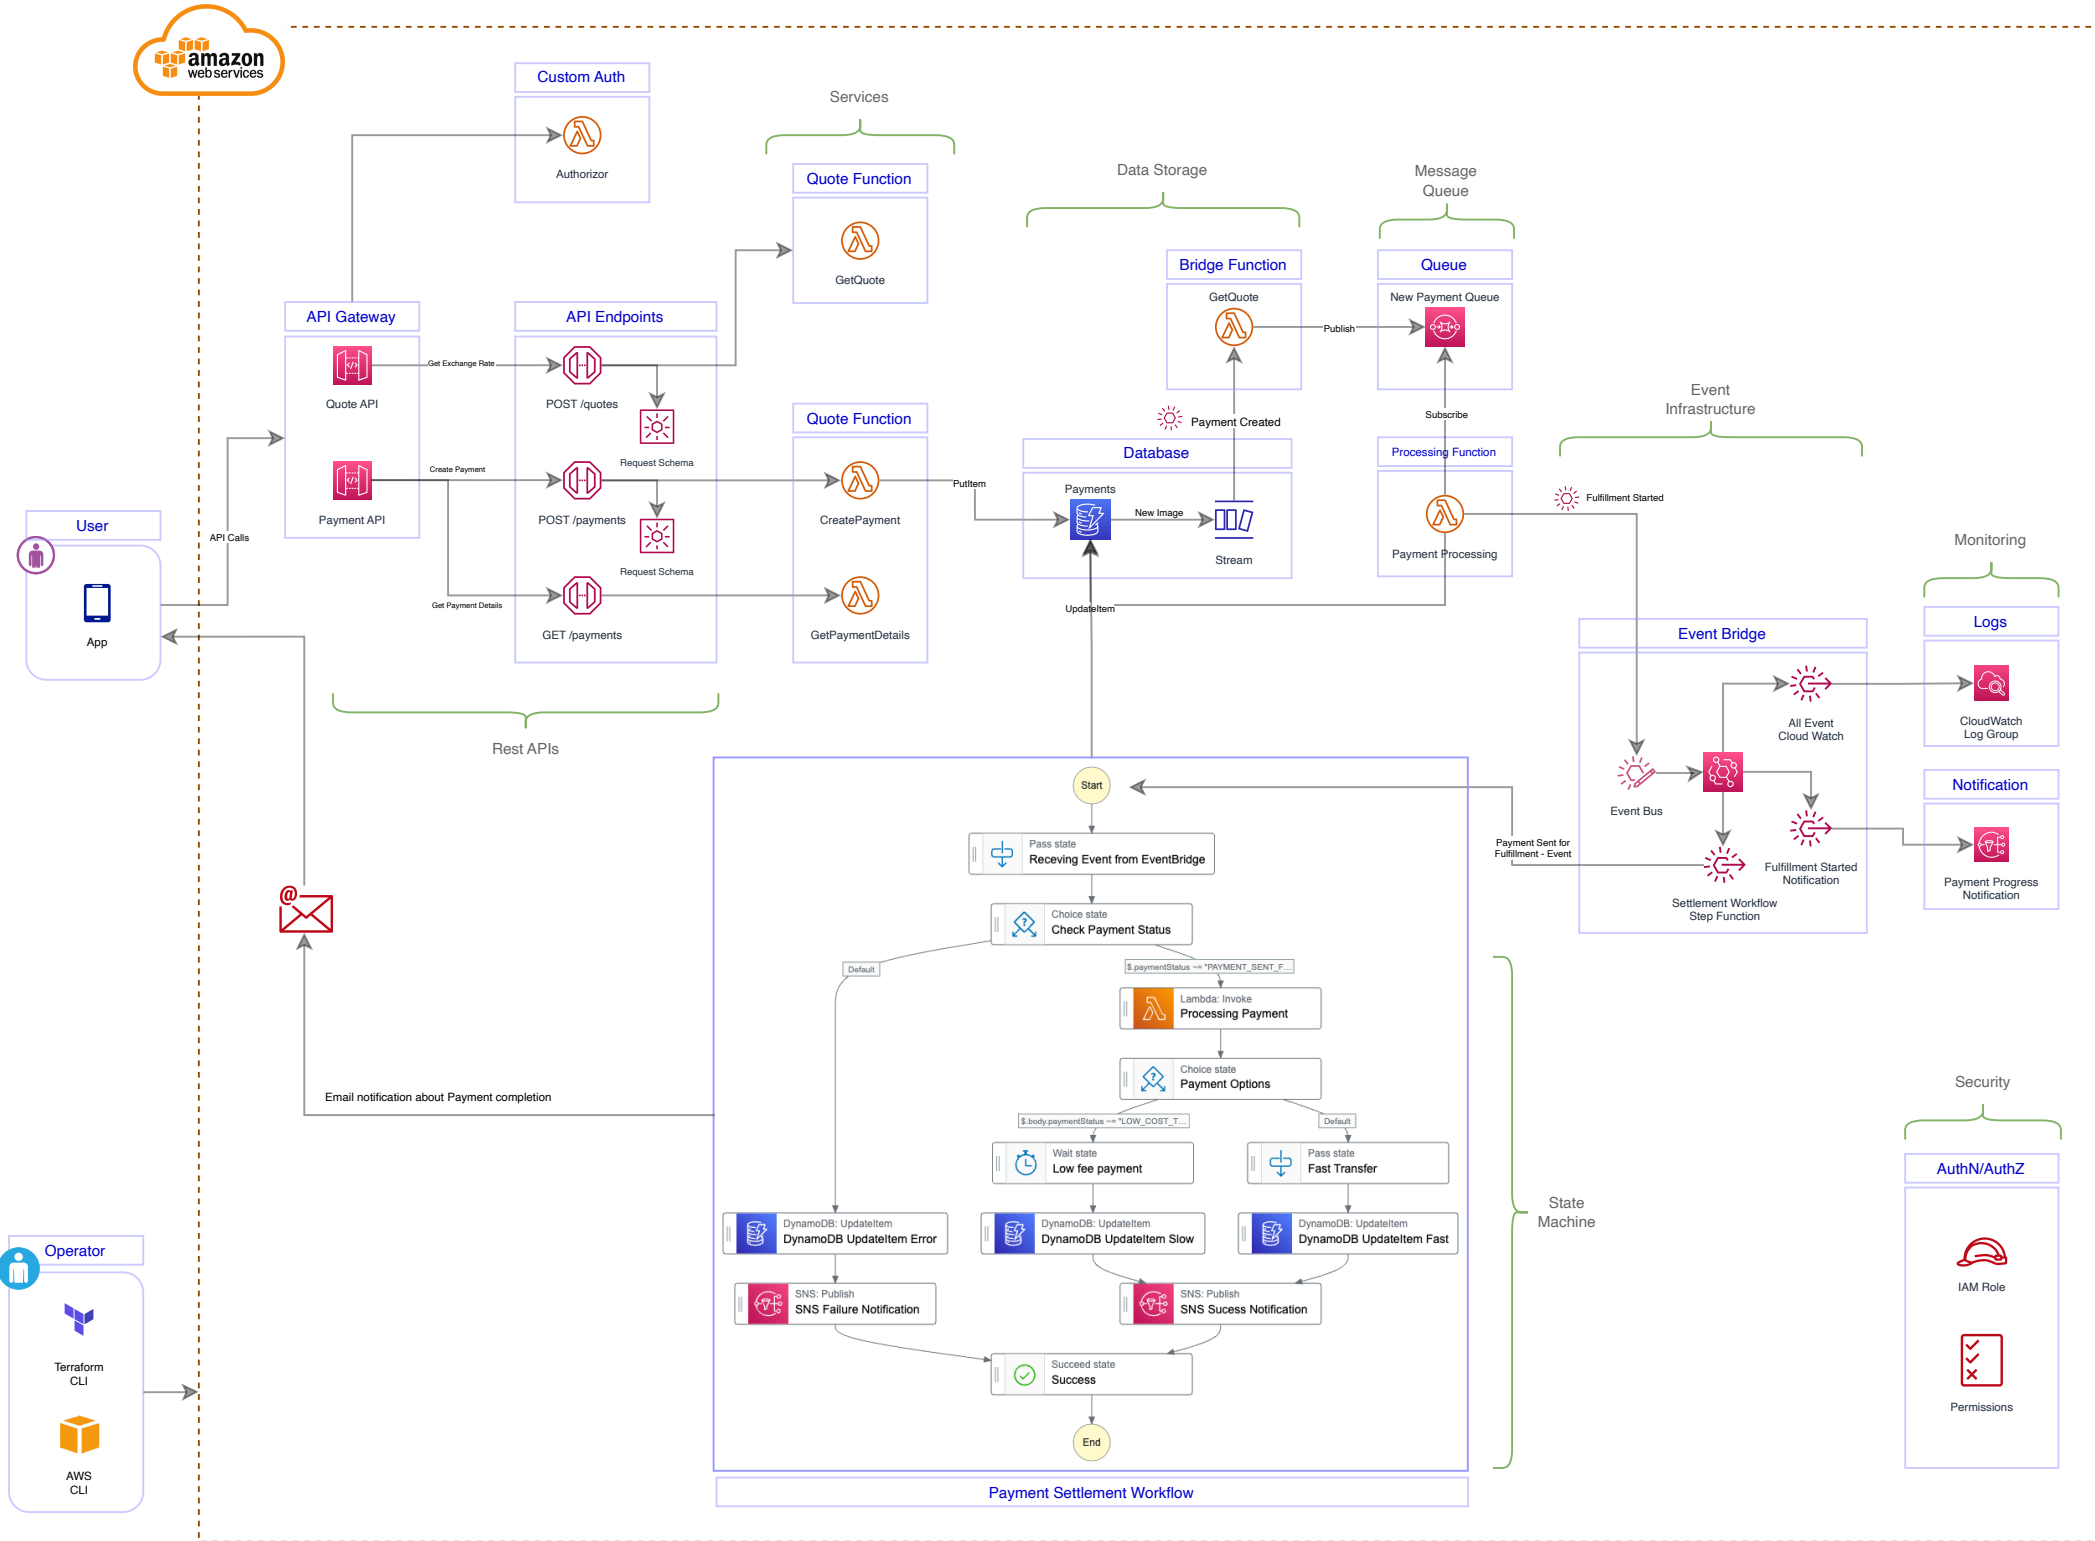 amazon
webservices
Custom Auth
Authorizor
Services
Quote Function
GetQuote
Data Storage
Message
Queue
Bridge Function
GetQuote
Publish
Queue
New Payment Queue
Subscribe
API Gateway
Quote API
Payment API
Get Exchange Rate
Create Payment
Get Payment Details
API Endpoints
POST /quotes
Request Schema
POST /payments
Request Schema
GET /payments
Quote Function
CreatePayment
GetPaymentDetails
PutItem
Payment Created
Database
Payments
New Image
Stream
UpdateItem
Processing Function
Payment Processing
Event
Infrastructure
Fulfillment Started
User
App
API Calls
Rest APIs
Event Bridge
All Event
Cloud Watch
Event Bus
Fulfillment Started
Notification
Settlement Workflow
Step Function
Monitoring
Logs
CloudWatch
Log Group
Notification
Payment Progress
Notification
Payment Sent for
Fulfillment - Event
Start
Pass state
Receving Event from EventBridge
Choice state
Check Payment Status
Default
$.paymentStatus == "PAYMENT_SENT_F...
Lambda: Invoke
Processing Payment
Choice state
Payment Options
$.body.paymentStatus == "LOW_COST_T...
Default
Wait state
Low fee payment
Pass state
Fast Transfer
DynamoDB: UpdateItem
DynamoDB UpdateItem Error
DynamoDB: UpdateItem
DynamoDB UpdateItem Slow
DynamoDB: UpdateItem
DynamoDB UpdateItem Fast
SNS: Publish
SNS Failure Notification
SNS: Publish
SNS Sucess Notification
Succeed state
Success
End
Payment Settlement Workflow
State
Machine
@
Email notification about Payment completion
Operator
Terraform
CLI
AWS
CLI
Security
AuthN/AuthZ
IAM Role
Permissions